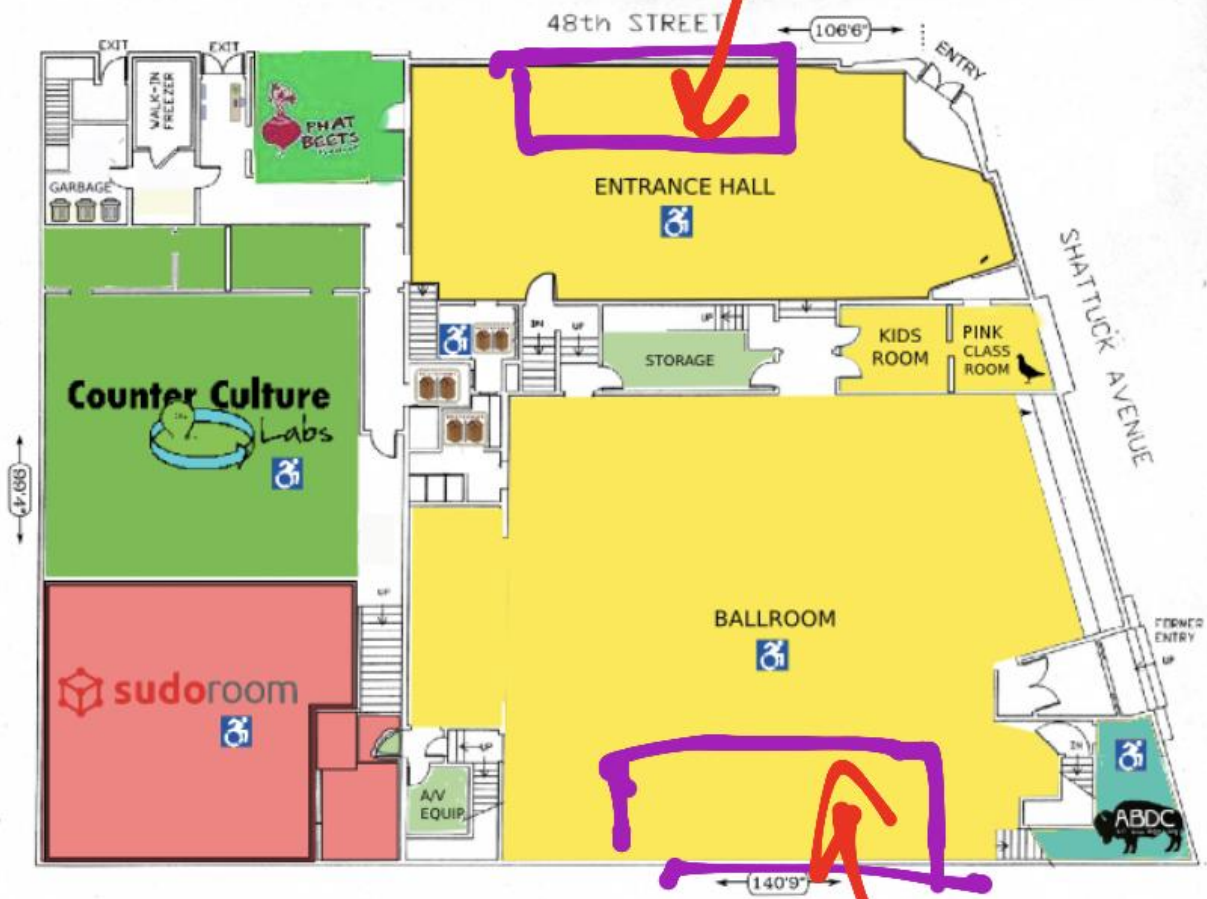 48th STREET
106'6"
EXIT
EXIT
ENTRY
WALK-IN
FREEZER
PHAT
BEETS
GARBAGE
ENTRANCE HALL
SHATTUCK AVENUE
IN
UP
UP
STORAGE
KIDS
ROOM
PINK
CLASS
ROOM
Counter Culture
Labs
99'4"
UP
BALLROOM
FORMER
ENTRY
UP
sudoroom
UP
IN
A/V
EQUIP.
ABDC
140'9"